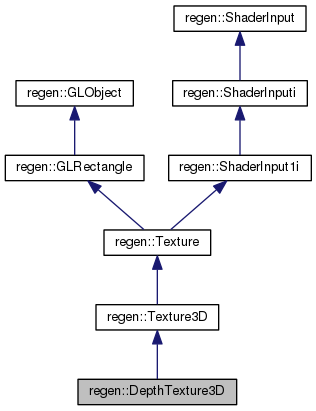 regen::ShaderInput
regen::GLObject
regen::ShaderInputi
regen::GLRectangle
regen::ShaderInput1i
regen::Texture
regen::Texture3D
regen::DepthTexture3D